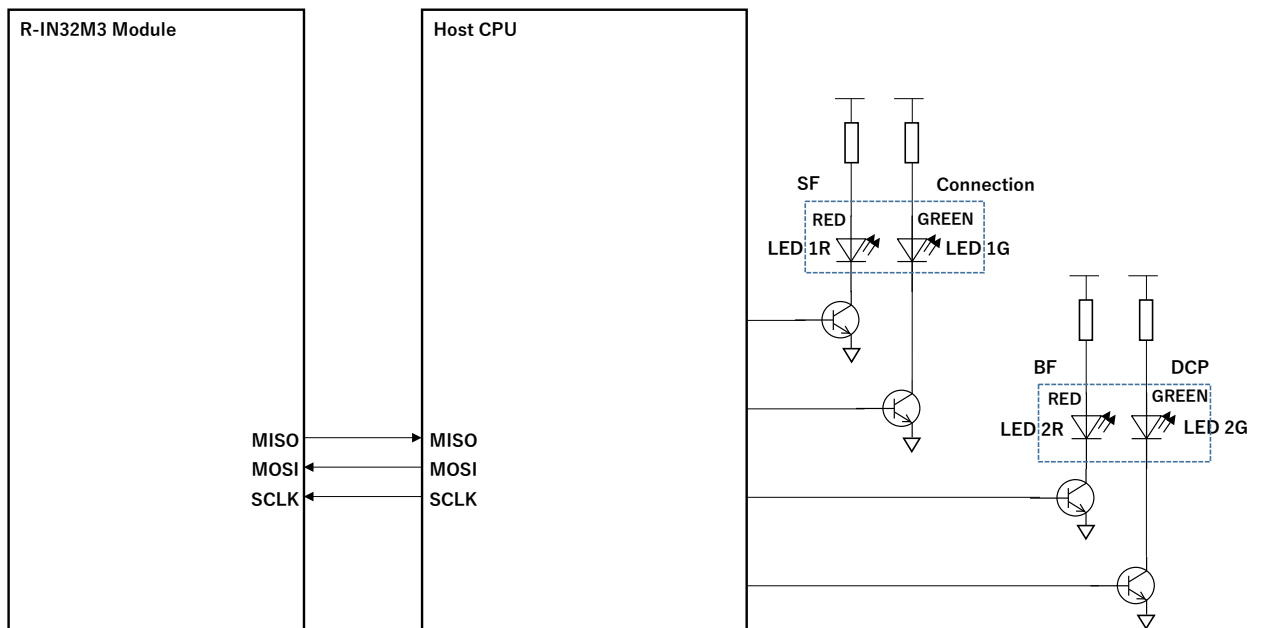 R-IN32M3 Module
Host CPU
SF
Connection
RED
GREEN
LED 1R
LED 1G
BF
DCP
RED
GREEN
LED 2R
LED 2G
MISO
MISO
MOSI
MOSI
SCLK
SCLK